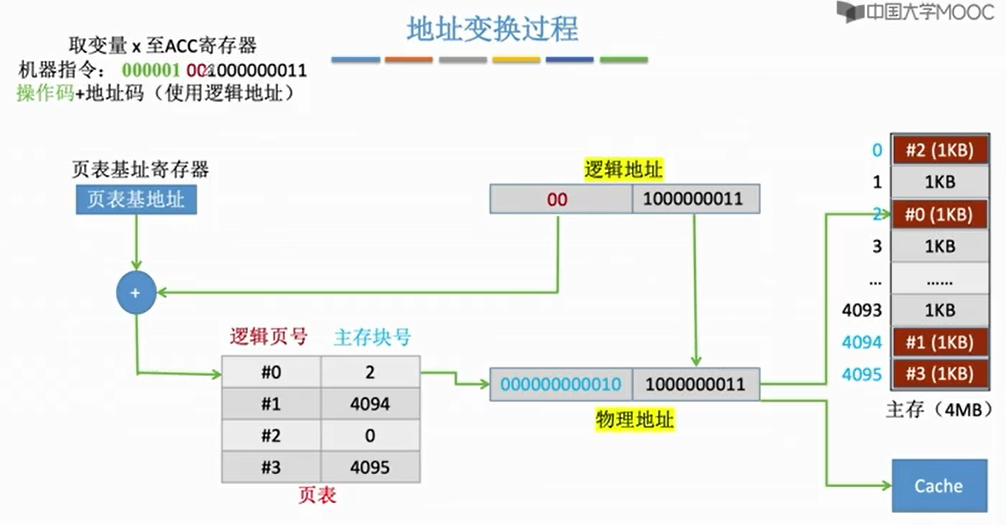 中国大学MOOC
地址变换过程
取变量 x 至ACC寄存器
机器指令： 000001 001000000011
操作码+地址码（使用逻辑地址）
页表基址寄存器
页表基地址
逻辑地址
00 1000000011
+
逻辑页号 主存块号
#0 2
#1 4094
#2 0
#3 4095
页表
000000000010 1000000011
物理地址
0 #2 (1KB)
1 1KB
2 #0 (1KB)
3 1KB
... ......
4093 1KB
4094 #1 (1KB)
4095 #3 (1KB)
主存（4MB）
Cache